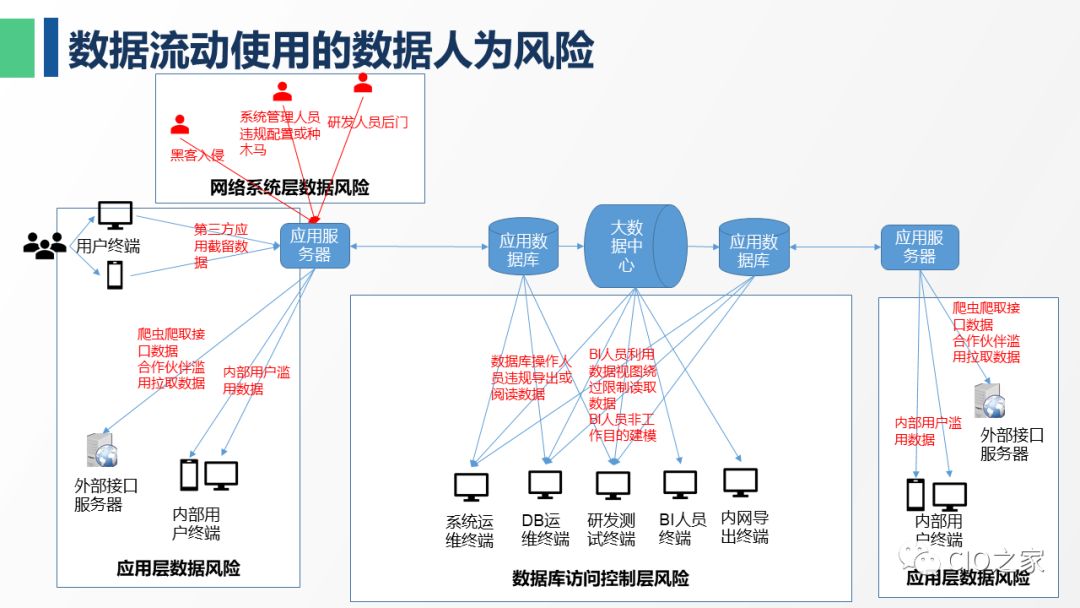 数据流动使用的数据人为风险
系统管理人员
违规配置或种
木马
研发人员后门
黑客入侵
网络系统层数据风险
用户终端
第三方应
用截留数
据
应用服
务器
应用数
据库
大数
据中
心
应用数
据库
应用服
务器
爬虫爬取接
口数据
合作伙伴滥
用拉取数据
内部用户滥
用数据
外部接口
服务器
内部用
户终端
应用层数据风险
数据库操作人
员违规导出或
阅读数据
BI人员利用
数据视图绕
过限制读取
数据
BI人员非工
作目的建模
系统运
维终端
DB运
维终端
研发测
试终端
BI人员
终端
内网导
出终端
数据库访问控制层风险
爬虫爬取接
口数据
合作伙伴滥
用拉取数据
内部用户滥
用数据
外部接口
服务器
内部用
户终端
应用层数据风险
CIO之家